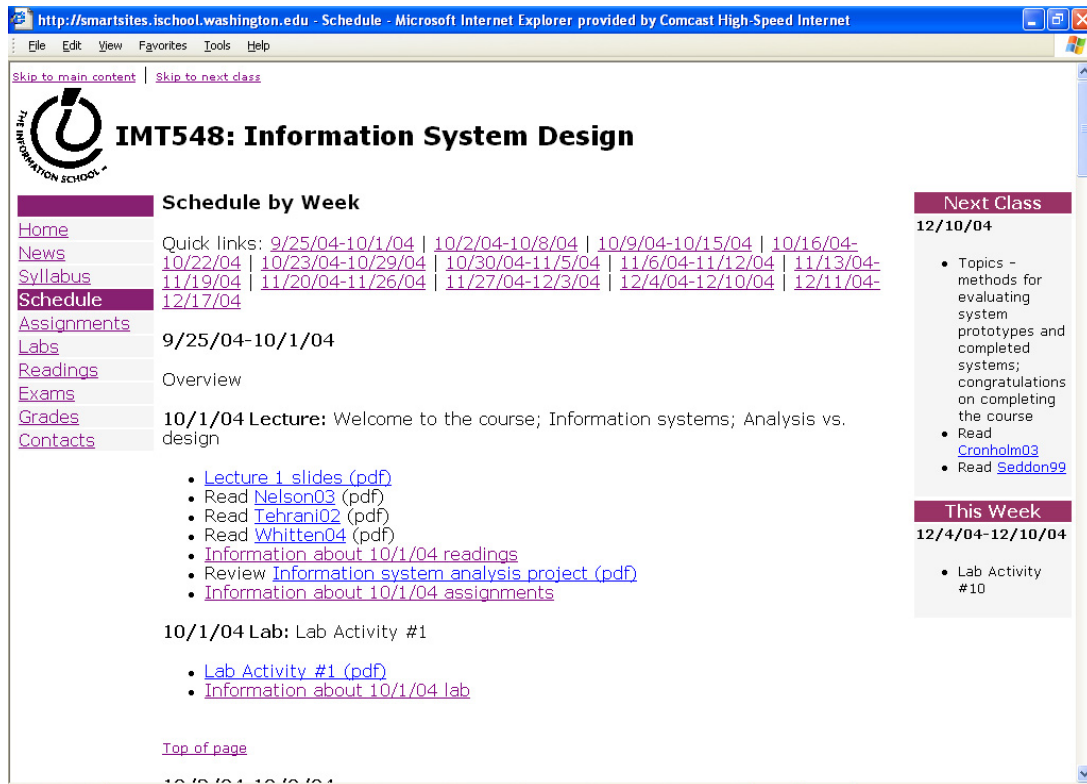 http://smartsites.ischool.washington.edu - Schedule - Microsoft Internet Explorer provided by Comcast High-Speed Internet
File Edit View Favorites Tools Help
Skip to main content | Skip to next class
THE INFORMATION SCHOOL
IMT548: Information System Design
Home
News
Syllabus
Schedule
Assignments
Labs
Readings
Exams
Grades
Contacts
Schedule by Week
Quick links: 9/25/04-10/1/04 | 10/2/04-10/8/04 | 10/9/04-10/15/04 | 10/16/04-
10/22/04 | 10/23/04-10/29/04 | 10/30/04-11/5/04 | 11/6/04-11/12/04 | 11/13/04-
11/19/04 | 11/20/04-11/26/04 | 11/27/04-12/3/04 | 12/4/04-12/10/04 | 12/11/04-
12/17/04
9/25/04-10/1/04
Overview
10/1/04 Lecture: Welcome to the course; Information systems; Analysis vs.
design
• Lecture 1 slides (pdf)
• Read Nelson03 (pdf)
• Read Tehrani02 (pdf)
• Read Whitten04 (pdf)
• Information about 10/1/04 readings
• Review Information system analysis project (pdf)
• Information about 10/1/04 assignments
10/1/04 Lab: Lab Activity #1
• Lab Activity #1 (pdf)
• Information about 10/1/04 lab
Top of page
Next Class
12/10/04
• Topics -
methods for
evaluating
system
prototypes and
completed
systems;
congratulations
on completing
the course
• Read
Cronholm03
• Read Seddon99
This Week
12/4/04-12/10/04
• Lab Activity
#10